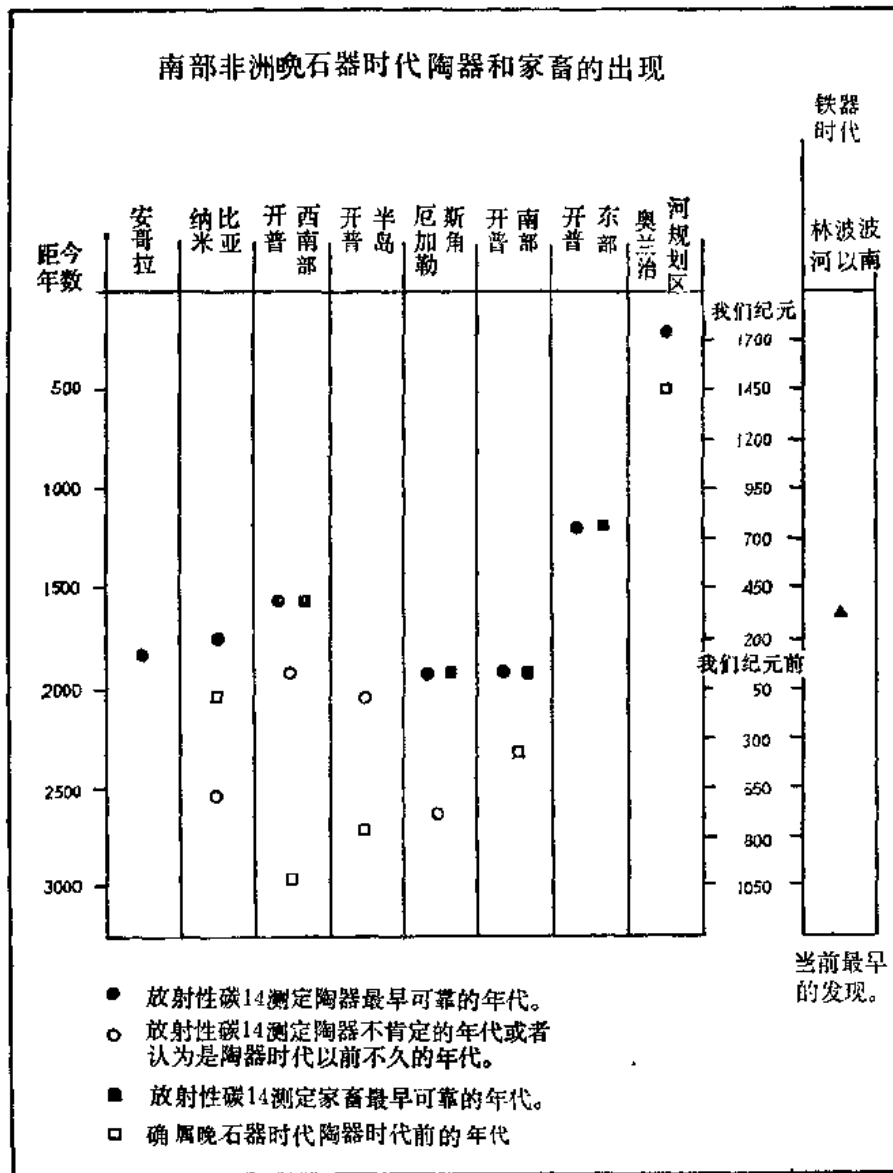 南部非洲晚石器时代陶器和家畜的出现
铁器
时代
距今
年数
安哥拉
纳米比亚
开普西南部
开普半岛
厄加勒斯角
开普南部
开普东部
奥兰治河规划区
林波波
河以南
我们纪元
1700
500
1450
1200
1000
950
700
1500
450
200
我们纪元前
2000
50
300
2500
550
800
3000
1050
当前最早
的发现。
放射性碳14测定陶器最早可靠的年代。
放射性碳14测定陶器不肯定的年代或者
认为是陶器时代以前不久的年代。
放射性碳14测定家畜最早可靠的年代。
确属晚石器时代陶器时代前的年代